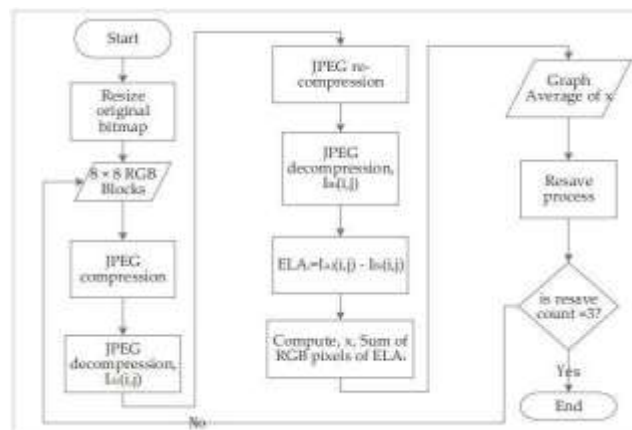 Start
Resize
original
bitmap
8 × 8 RGB
Blocks
JPEG
compression
JPEG
decompression,
JPEG re-
compression
JPEG
decompression,
Compute, x, Sum of
RGB pixels of
Graph
Average of x
Resave
process
is resave
count =3?
Yes
End
No